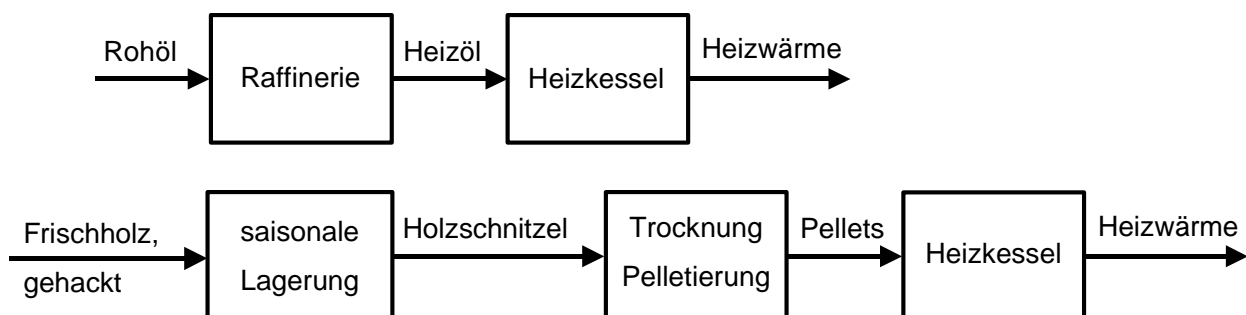 Rohöl
Raffinerie
Heizöl
Heizkessel
Heizwärme
Frischholz,
gehackt
saisonale
Lagerung
Holzschnitzel
Trocknung
Pelletierung
Pellets
Heizkessel
Heizwärme